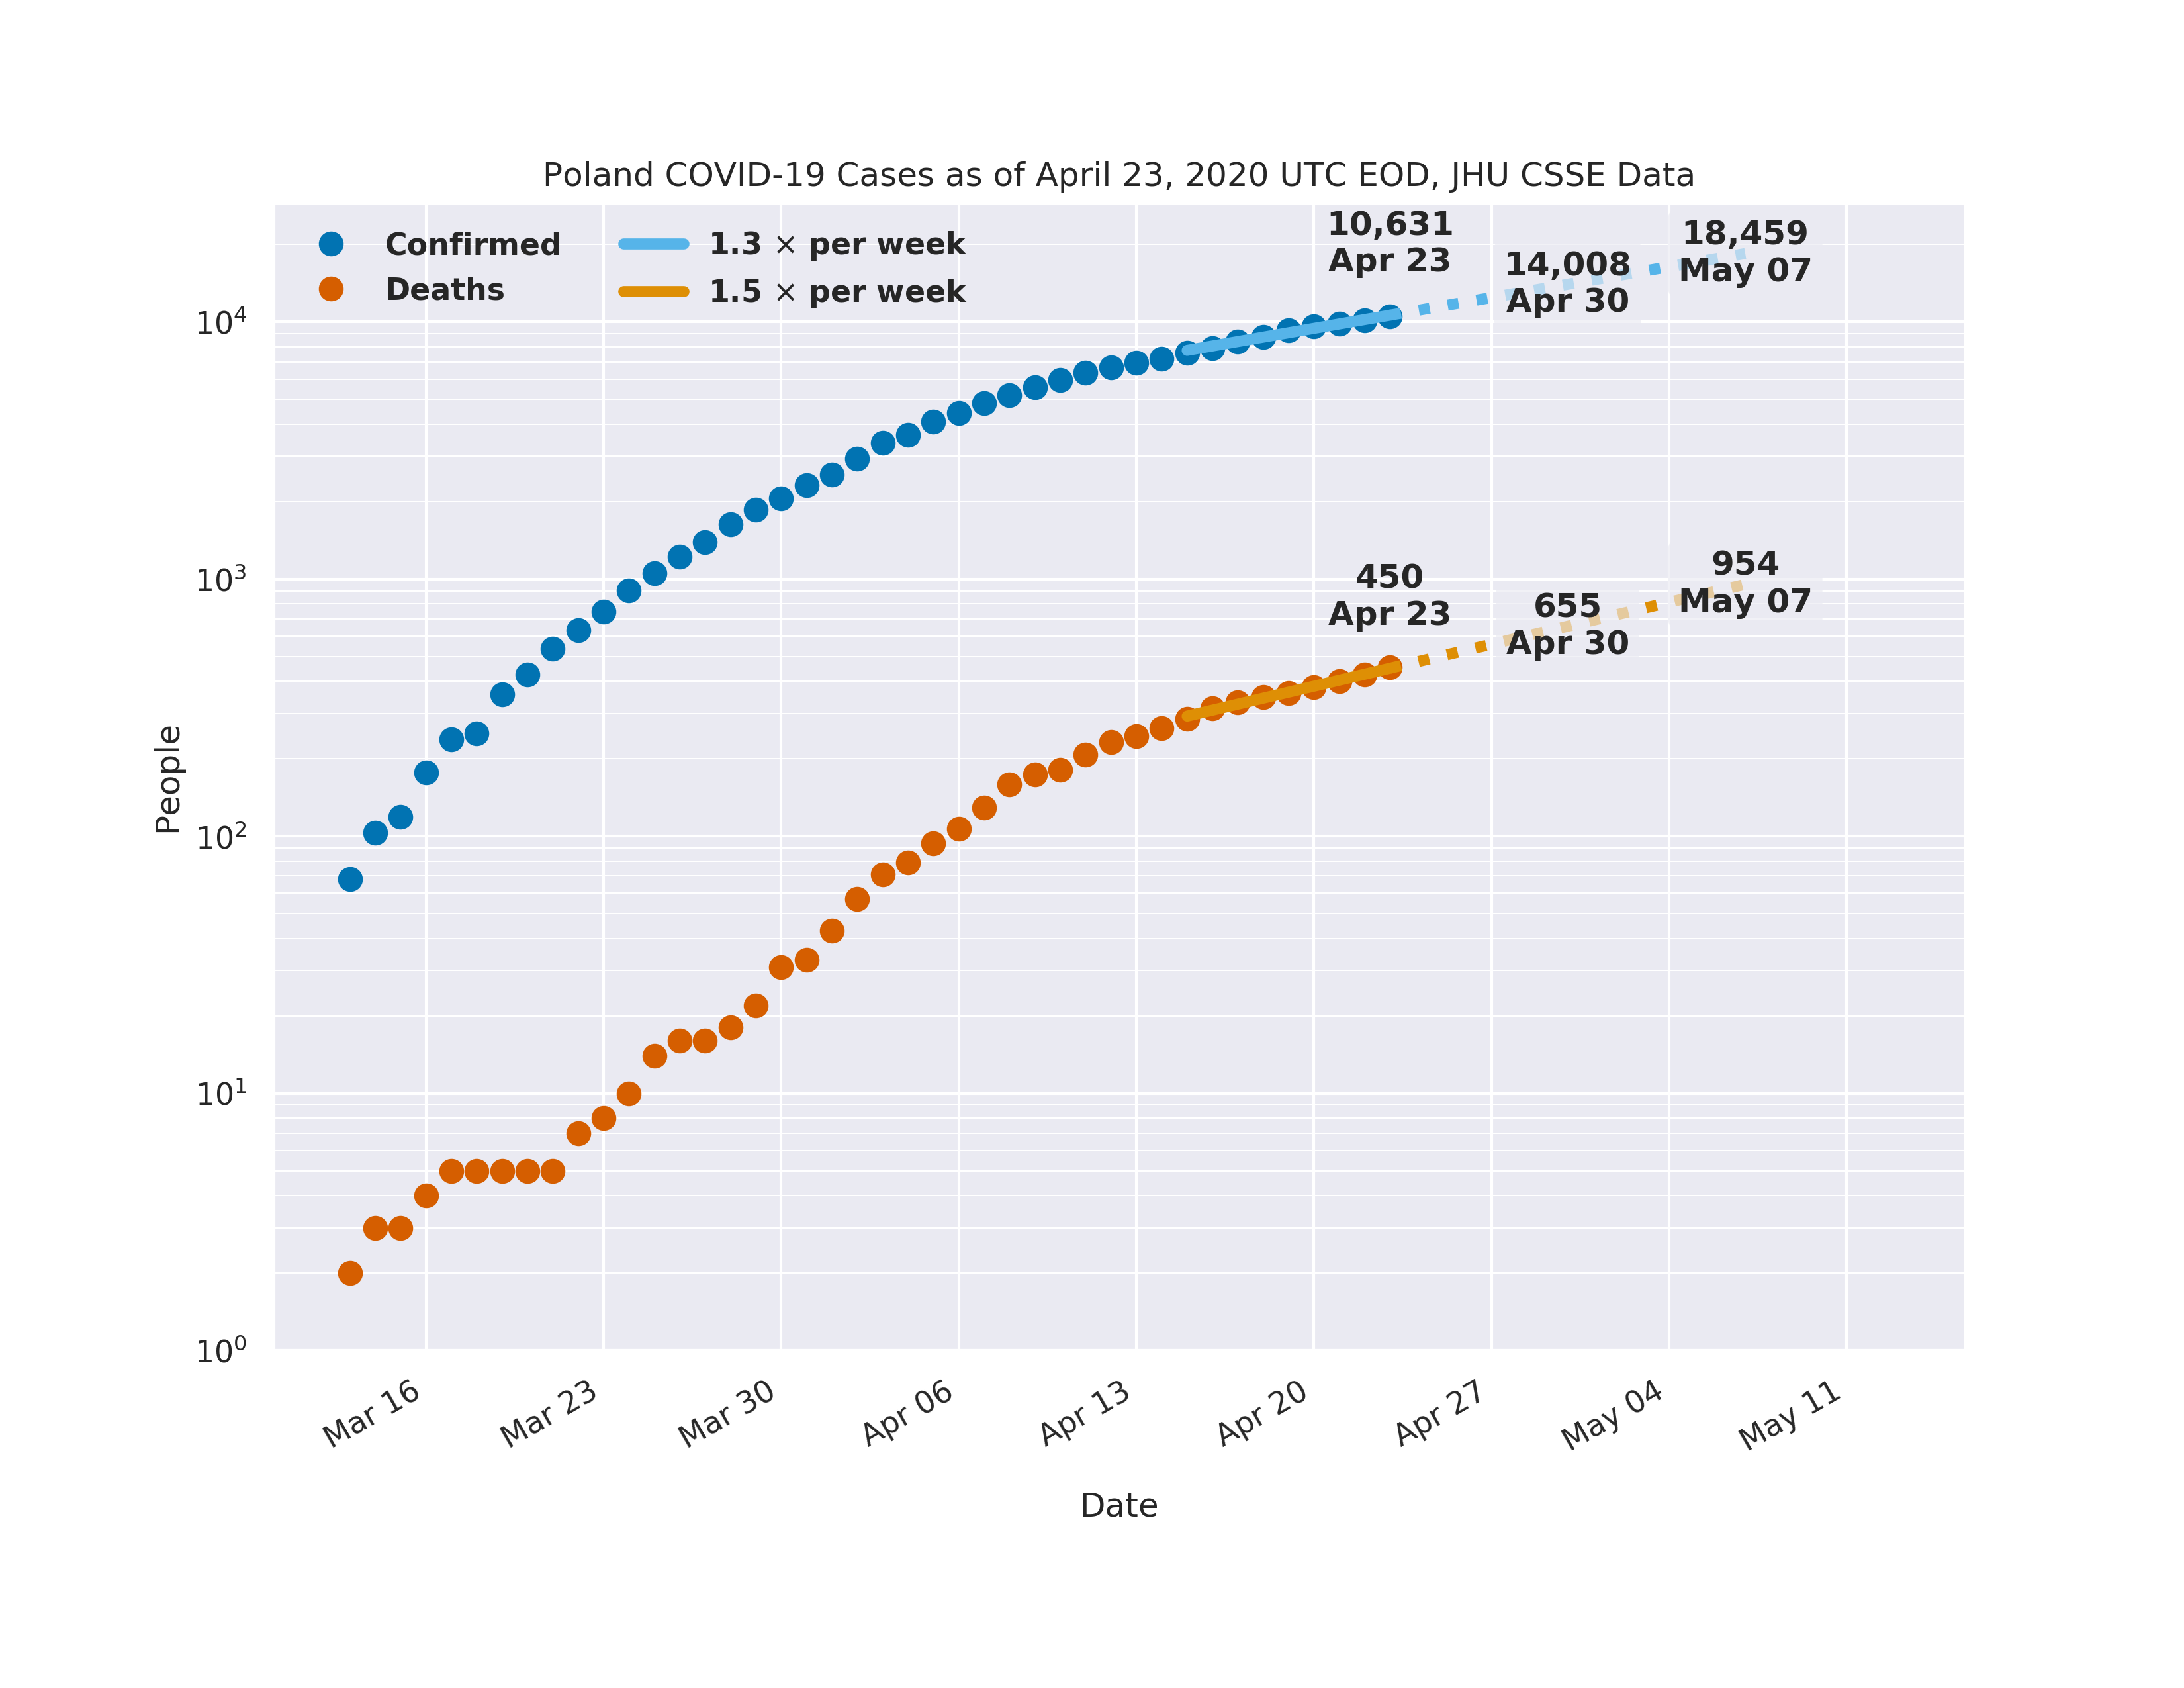 Poland COVID-19 Cases as of April 23, 2020 UTC EOD, JHU CSSE Data
Confirmed
Deaths
1.3 × per week
1.5 × per week
10,631
Apr 23
14,008
Apr 30
18,459
May 07
450
Apr 23
655
Apr 30
954
May 07
People
10⁴
10³
10²
10¹
10⁰
Mar 16
Mar 23
Mar 30
Apr 06
Apr 13
Apr 20
Apr 27
May 04
May 11
Date